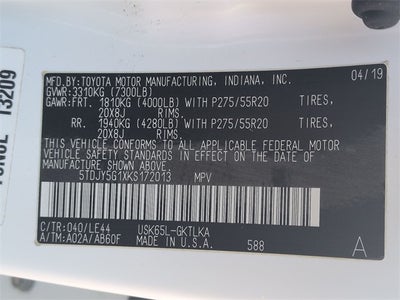 MFD.BY:TOYOTA MOTOR MANUFACTURING, INDIANA, INC. 04/19
GVWR:3310KG (7300LB)
GAWR:FRT. 1810KG (4000LB) WITH P275/55R20 TIRES,
20X8J RIMS,
RR. 1940KG (4280LB) WITH P275/55R20 TIRES,
20X8J RIMS.
THIS VEHICLE CONFORMS TO ALL APPLICABLE FEDERAL MOTOR
VEHICLE SAFETY STANDARDS IN EFFECT ON THE DATE OF
MANUFACTURE SHOWN ABOVE.
5TDJY5G1XKS172013 MPV
C/TR:040/LE44 USK65L-GKTLKA
A/TM:A02A/AB60F MADE IN U.S.A. 588 A
13209